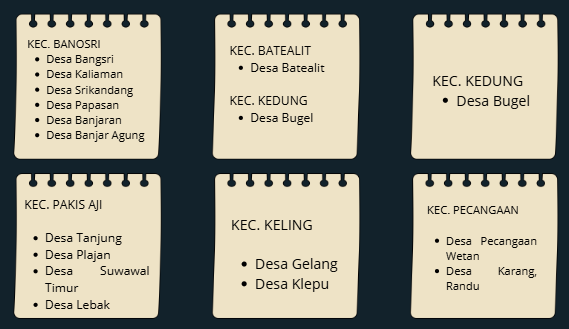 KEC. BANOSRI
• Desa Bangsri
• Desa Kaliaman
• Desa Srikandang
• Desa Papasan
• Desa Banjaran
• Desa Banjar Agung
KEC. BATEALIT
• Desa Batealit
KEC. KEDUNG
• Desa Bugel
KEC. KEDUNG
• Desa Bugel
KEC. PAKIS AJI
• Desa Tanjung
• Desa Plajan
• Desa Suwawal
Timur
• Desa Lebak
KEC. KELING
• Desa Gelang
• Desa Klepu
KEC. PECANGAAN
• Desa Pecangaan
Wetan
• Desa Karang,
Randu